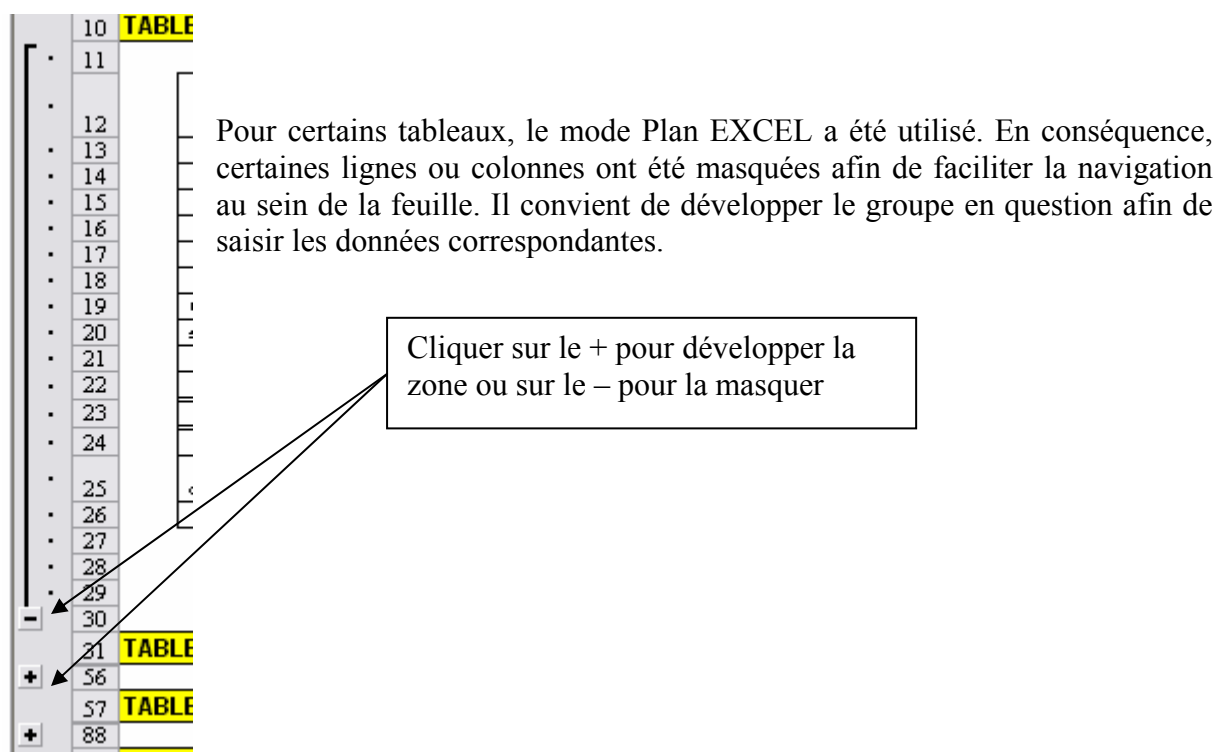 10 TABLE
11
12
13
14
15
16
17
18
19
20
21
22
23
24
25
26
27
28
29
- 30
31 TABLE
+ 56
57 TABLE
+ 88
Pour certains tableaux, le mode Plan EXCEL a été utilisé. En conséquence,
certaines lignes ou colonnes ont été masquées afin de faciliter la navigation
au sein de la feuille. Il convient de développer le groupe en question afin de
saisir les données correspondantes.
Cliquer sur le + pour développer la
zone ou sur le – pour la masquer